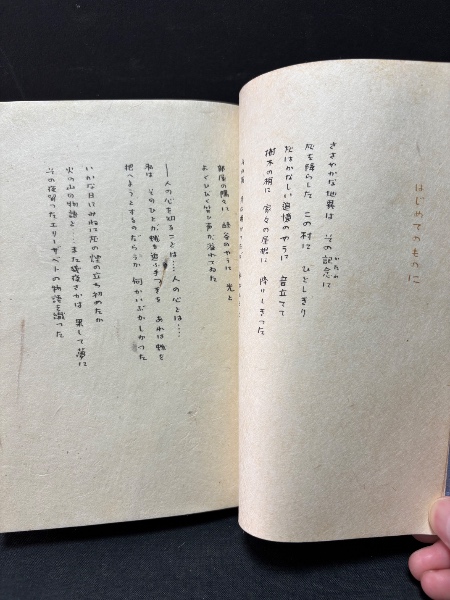 はじめてのものに
ささやかな地異は その記念に
かたみ
灰を降らした この村に ひとしきり
灰はかなしい追憶のやうに 音立てて
樹木の梢に 家々の屋根に 降りしきつた
部屋の隅々に 峡谷のやうに 光と
よくひびく笑ひ声が溢れてゐた
――人の心を知ることは……人の心とは……
私は そのひとが蛾を追ふ手つきを あれは蛾を
把へようとするのだらうか 何かいぶかしかつた
いかな日にみねに灰の煙の立ち初めたか
火の山の物語と……また幾夜さかは 果して夢に
その夜習つたエリーザベトの物語を織つた